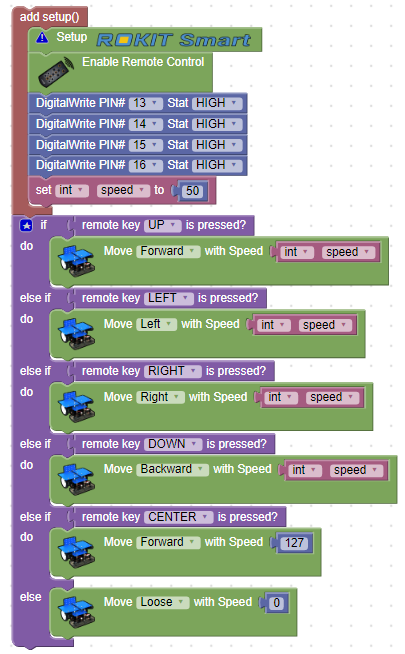 add setup()
Setup ROKIT Smart
Enable Remote Control
DigitalWrite PIN# 13 Stat HIGH
DigitalWrite PIN# 14 Stat HIGH
DigitalWrite PIN# 15 Stat HIGH
DigitalWrite PIN# 16 Stat HIGH
set int speed to 50
if remote key UP is pressed?
do Move Forward with Speed int speed
else if remote key LEFT is pressed?
do Move Left with Speed int speed
else if remote key RIGHT is pressed?
do Move Right with Speed int speed
else if remote key DOWN is pressed?
do Move Backward with Speed int speed
else if remote key CENTER is pressed?
do Move Forward with Speed 127
else Move Loose with Speed 0